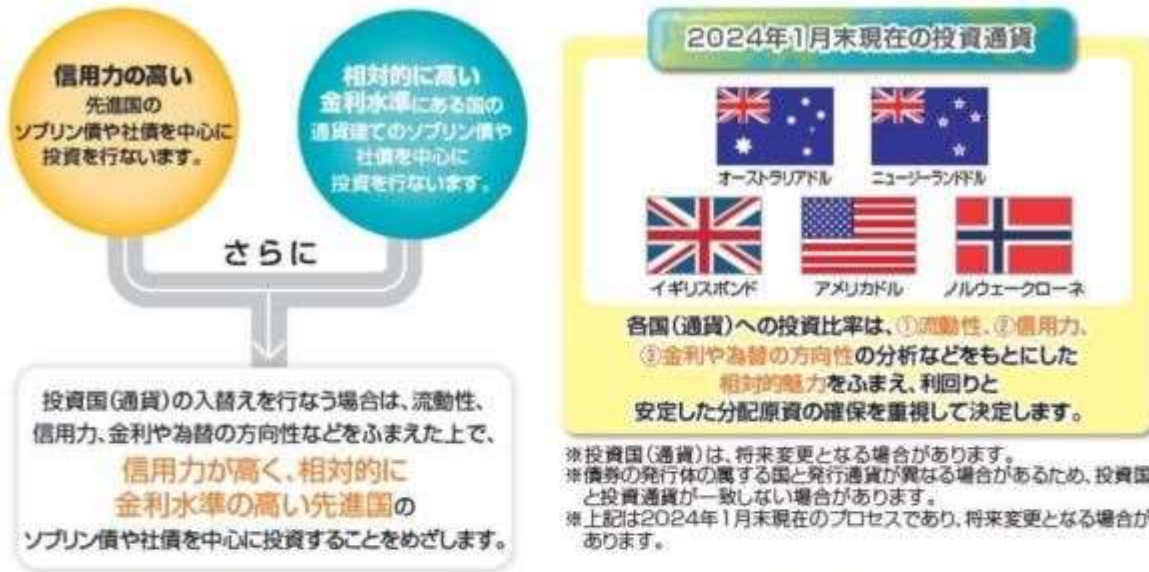 信用力の高い
先進国の
ソブリン債や社債を中心に
投資を行ないます。
相対的に高い
金利水準にある国の
通貨建てのソブリン債や
社債を中心に
投資を行ないます。
さらに
投資国(通貨)の入替えを行なう場合は、流動性、
信用力、金利や為替の方向性などをふまえた上で、
信用力が高く、相対的に
金利水準の高い先進国の
ソブリン債や社債を中心に投資することをめざします。
2024年1月末現在の投資通貨
オーストラリアドル
ニュージーランドドル
イギリスポンド
アメリカドル
ノルウェークローネ
各国(通貨)への投資比率は、①流動性、②信用力、
③金利や為替の方向性の分析などをもとにした
相対的魅力をふまえ、利回りと
安定した分配原資の確保を重視して決定します。
※投資国(通貨)は、将来変更となる場合があります。
※債券の発行体の属する国と発行通貨が異なる場合があるため、投資国
と投資通貨が一致しない場合があります。
※上記は2024年1月末現在のプロセスであり、将来変更となる場合が
あります。